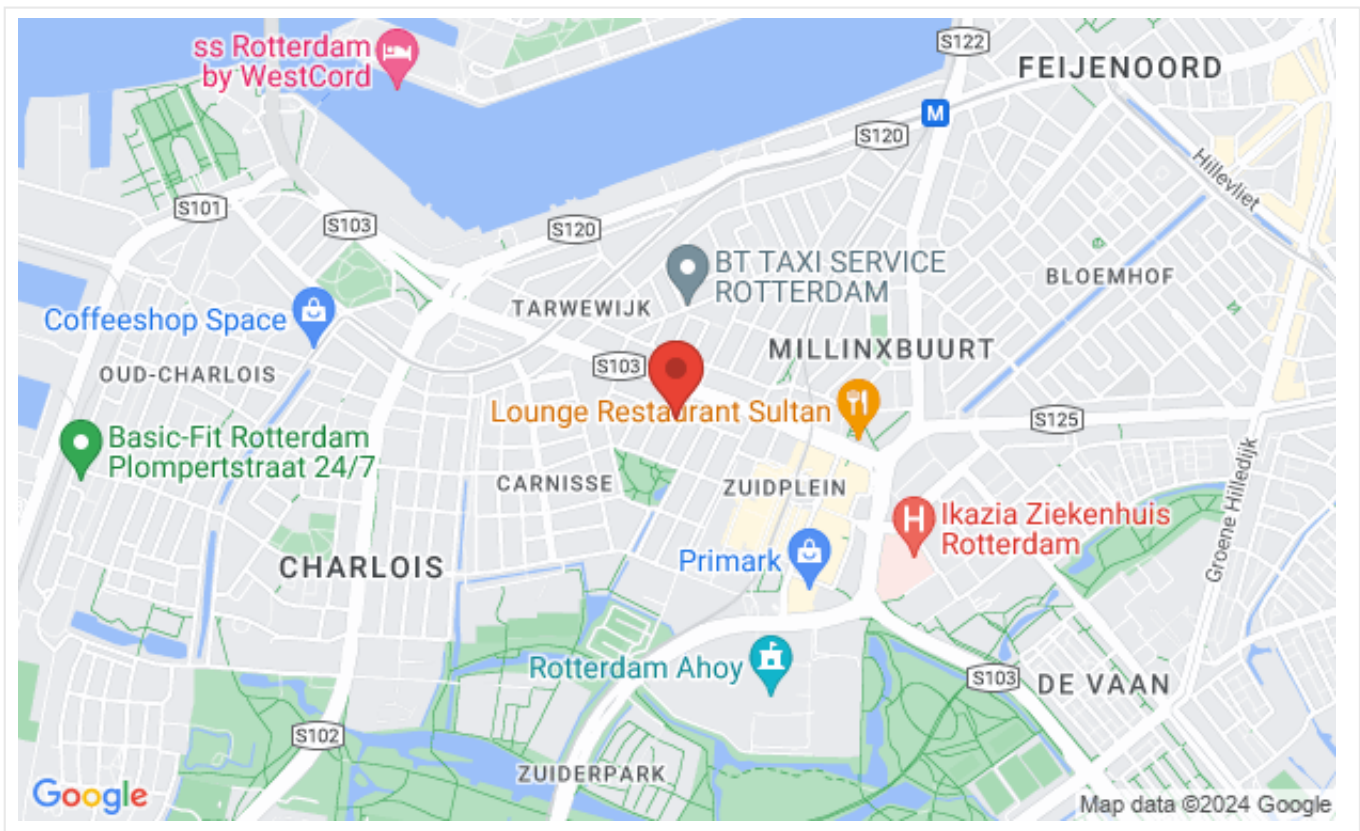 ss Rotterdam
by WestCord
S122
FEIJENOORD
M
S120
Hillevliet
S101
S103
S120
BT TAXI SERVICE
ROTTERDAM
BLOEMHOF
TARWEWIJK
Coffeeshop Space
MILLINXBUURT
S103
OUD-CHARLOIS
Lounge Restaurant Sultan
S125
Basic-Fit Rotterdam
Plompertstraat 24/7
CARNISSE
ZUIDPLEIN
Groene Hilledijk
H
Ikazia Ziekenhuis
Rotterdam
Primark
CHARLOIS
Rotterdam Ahoy
S103
DE VAAN
S102
ZUIDERPARK
Google
Map data ©2024 Google